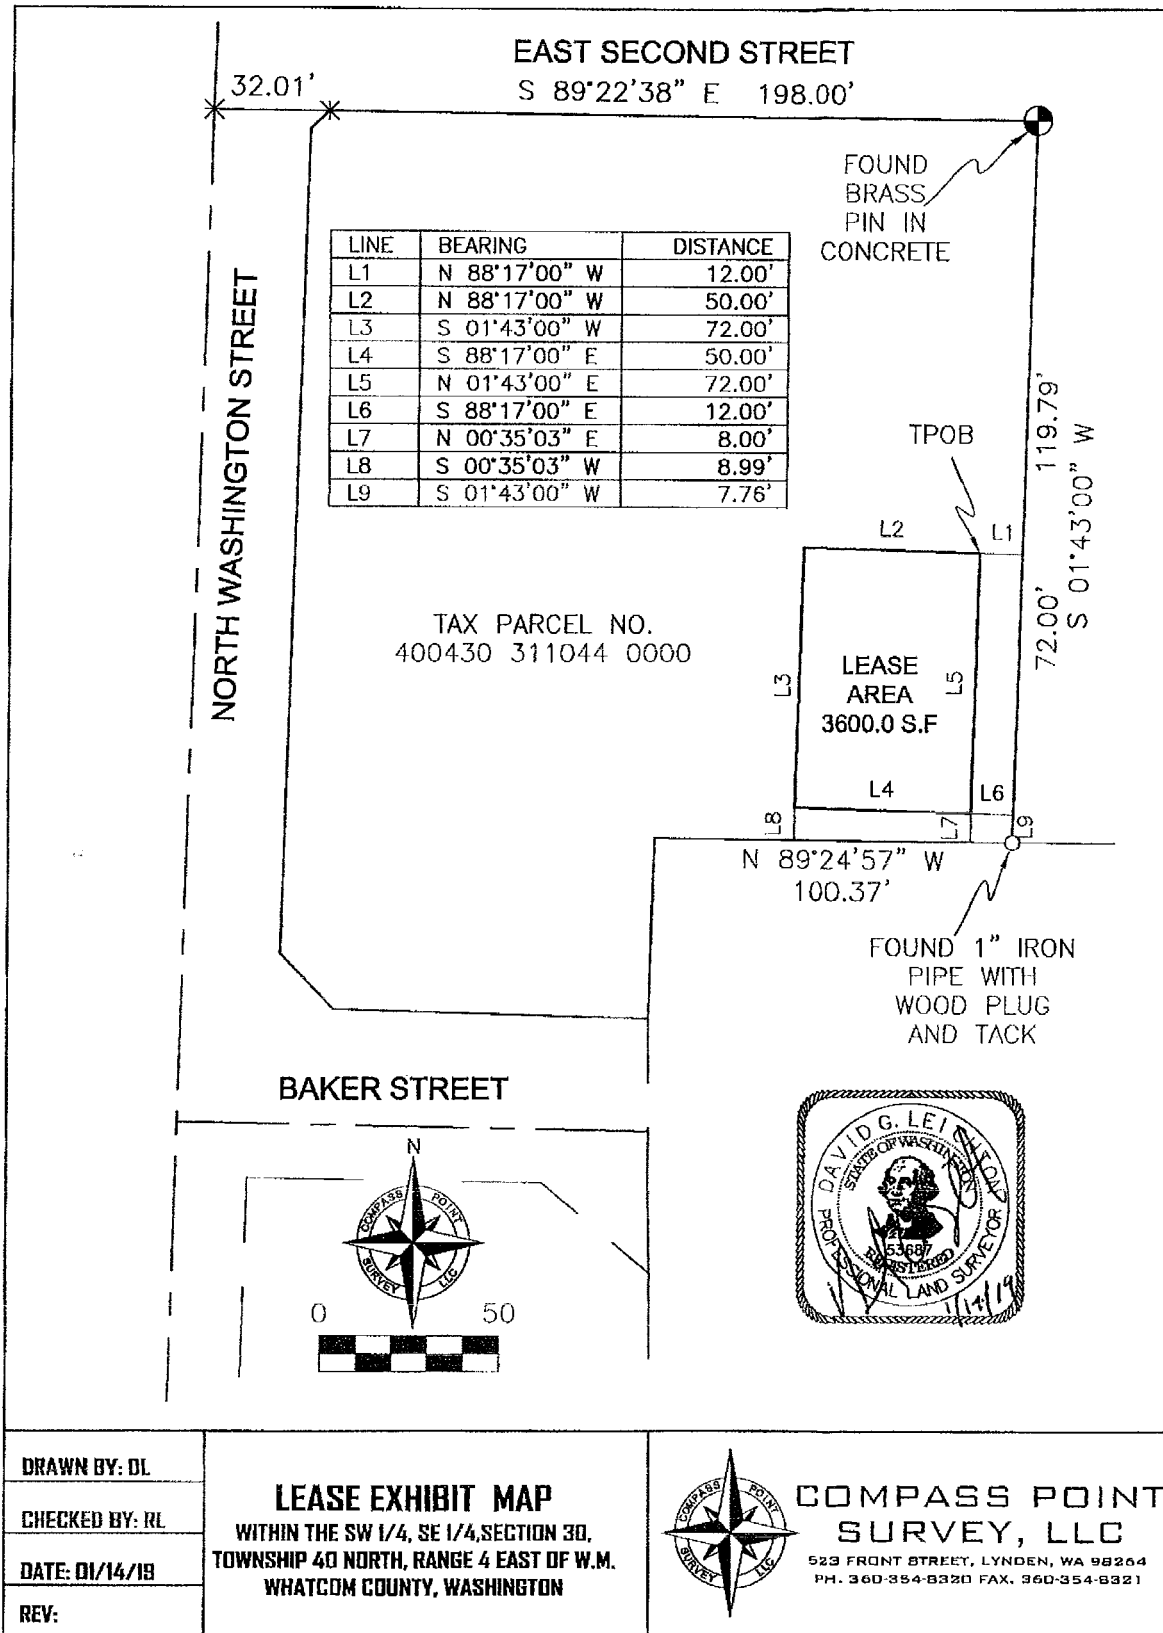 EAST SECOND STREET
32.01'
S 89°22'38" E 198.00'
FOUND
BRASS
PIN IN
CONCRETE
LINE BEARING DISTANCE
L1 N 88°17'00" W 12.00'
L2 N 88°17'00" W 50.00'
L3 S 01°43'00" W 72.00'
L4 S 88°17'00" E 50.00'
L5 N 01°43'00" E 72.00'
L6 S 88°17'00" E 12.00'
L7 N 00°35'03" E 8.00'
L8 S 00°35'03" W 8.99'
L9 S 01°43'00" W 7.76'
NORTH WASHINGTON STREET
119.79'
S 01°43'00" W
72.00'
TPOB
L2
L1
TAX PARCEL NO.
400430 311044 0000
L3
LEASE
AREA
3600.0 S.F
L5
L4
L6
L8
L7
L9
N 89°24'57" W
100.37'
FOUND 1" IRON
PIPE WITH
WOOD PLUG
AND TACK
BAKER STREET
N
COMPASS POINT
SURVEY LLC
0 50
DAVID G. LEIGHTON
STATE OF WASHINGTON
53687
REGISTERED
PROFESSIONAL LAND SURVEYOR
1/14/19
DRAWN BY: DL
CHECKED BY: RL
DATE: 01/14/19
REV:
LEASE EXHIBIT MAP
WITHIN THE SW 1/4, SE 1/4,SECTION 30,
TOWNSHIP 40 NORTH, RANGE 4 EAST OF W.M.
WHATCOM COUNTY, WASHINGTON
COMPASS POINT
SURVEY LLC
COMPASS POINT
SURVEY, LLC
523 FRONT STREET, LYNDEN, WA 98264
PH. 360-354-8320 FAX. 360-354-8321